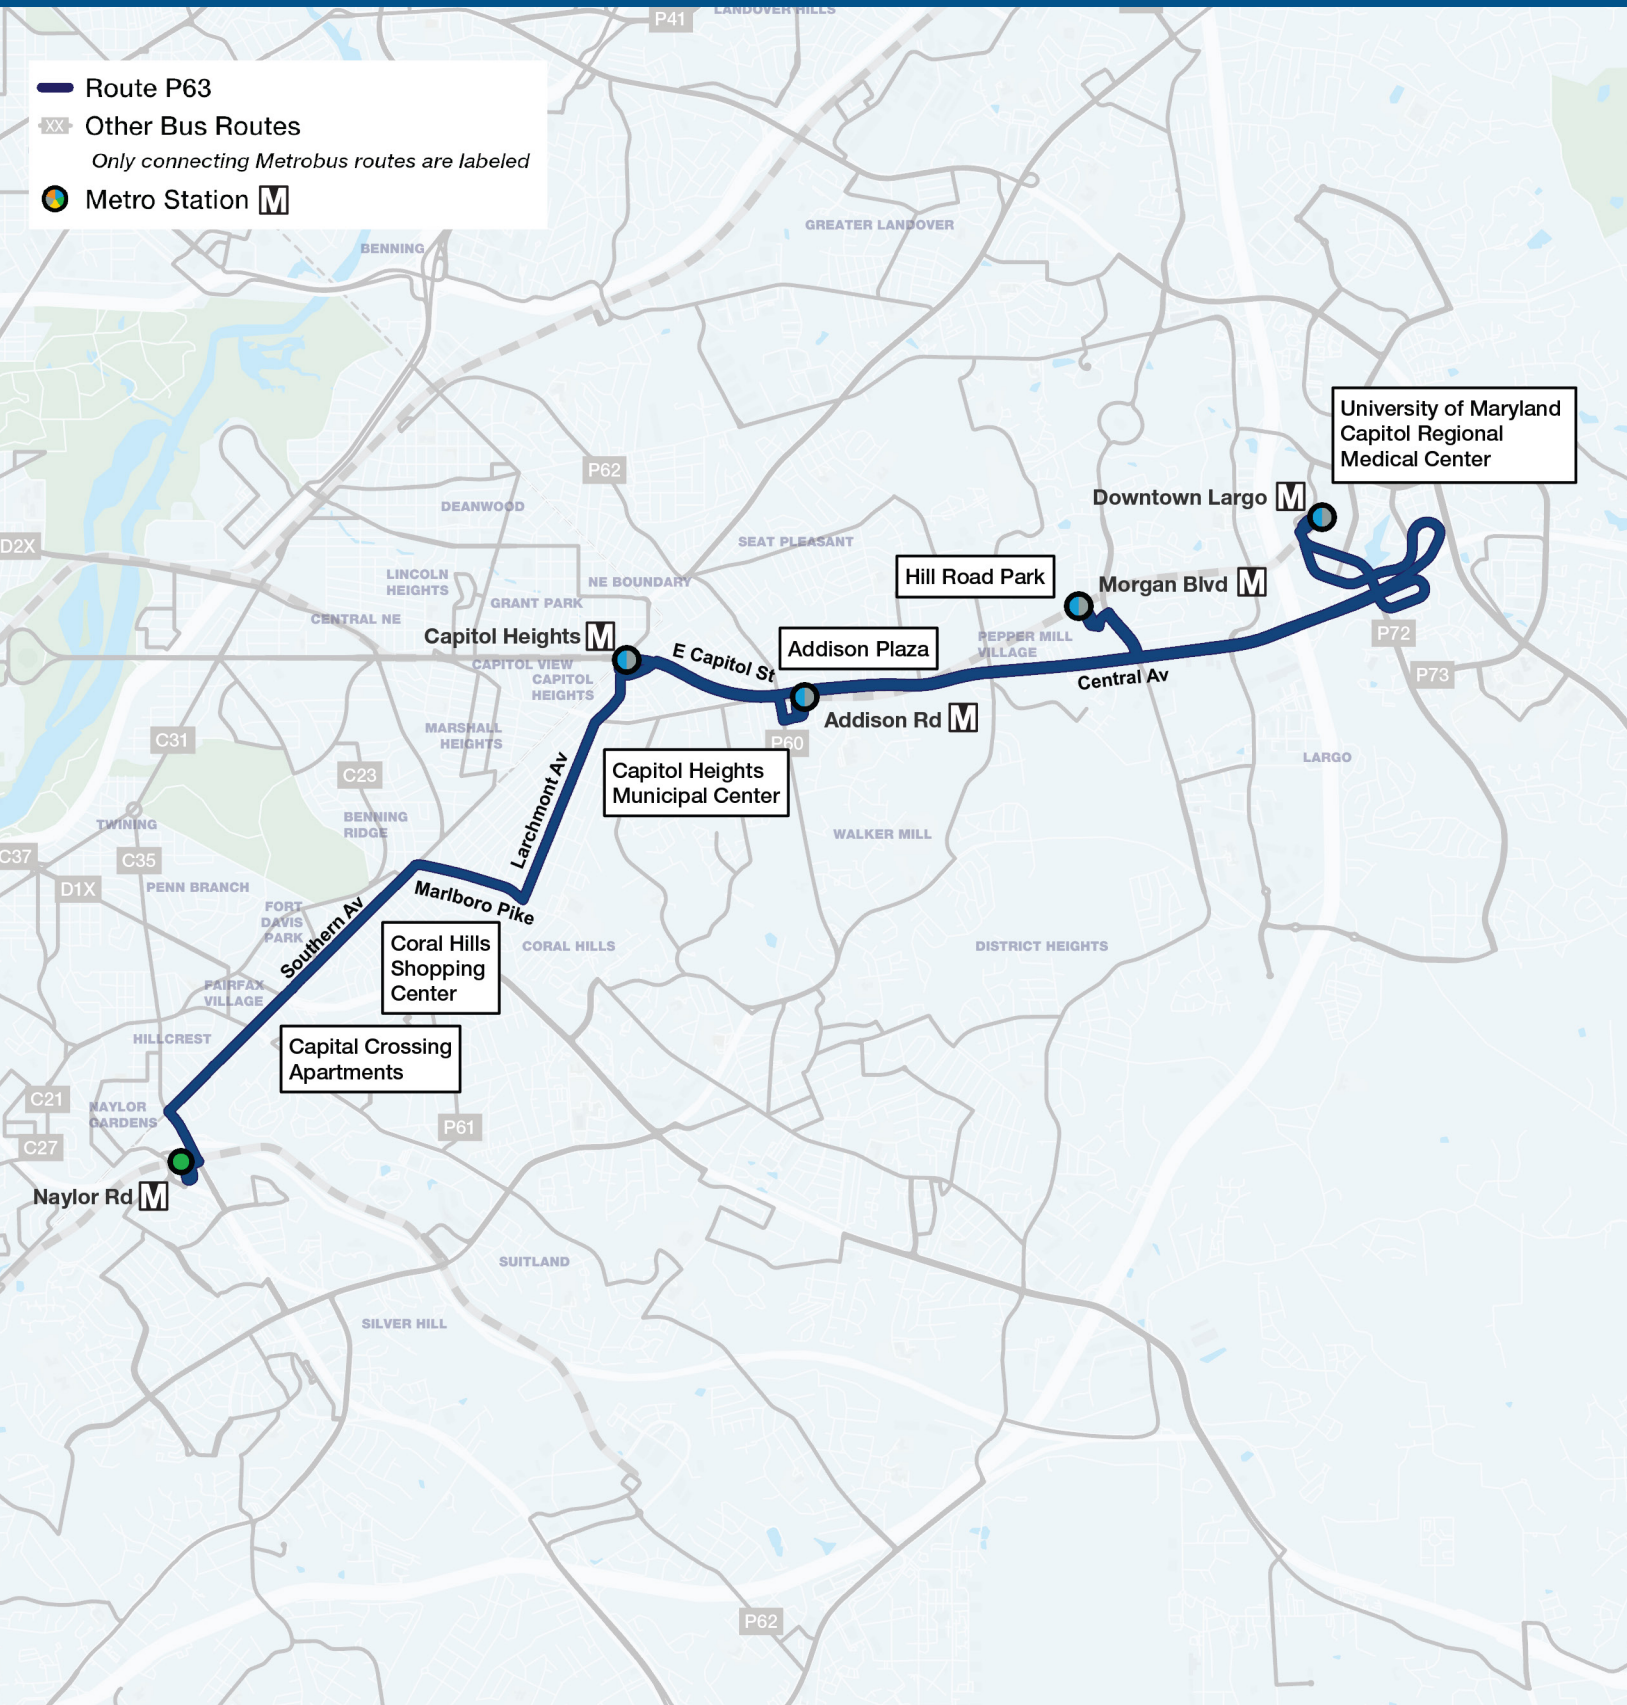 P41
LANDOVER HILLS
Route P63
XX Other Bus Routes
Only connecting Metrobus routes are labeled
Metro Station M
BENNING
GREATER LANDOVER
University of Maryland
Capitol Regional
Medical Center
P62
Downtown Largo M
DEANWOOD
SEAT PLEASANT
D2X
Hill Road Park
Morgan Blvd M
LINCOLN
HEIGHTS
NE BOUNDARY
GRANT PARK
CENTRAL NE
Capitol Heights M
E Capitol St
Addison Plaza
PEPPER MILL
VILLAGE
P72
CAPITOL VIEW
CAPITOL
HEIGHTS
Central Av
P73
MARSHALL
HEIGHTS
Addison Rd M
P60
C31
C23
Larchmont Av
Capitol Heights
Municipal Center
LARGO
BENNING
RIDGE
TWINING
WALKER MILL
C37
C35
D1X
PENN BRANCH
Marlboro Pike
FORT
DAVIS
PARK
Southern Av
Coral Hills
Shopping
Center
CORAL HILLS
DISTRICT HEIGHTS
FAIRFAX
VILLAGE
HILLCREST
Capital Crossing
Apartments
C21
NAYLOR
GARDENS
C27
P61
Naylor Rd M
SUITLAND
SILVER HILL
P62